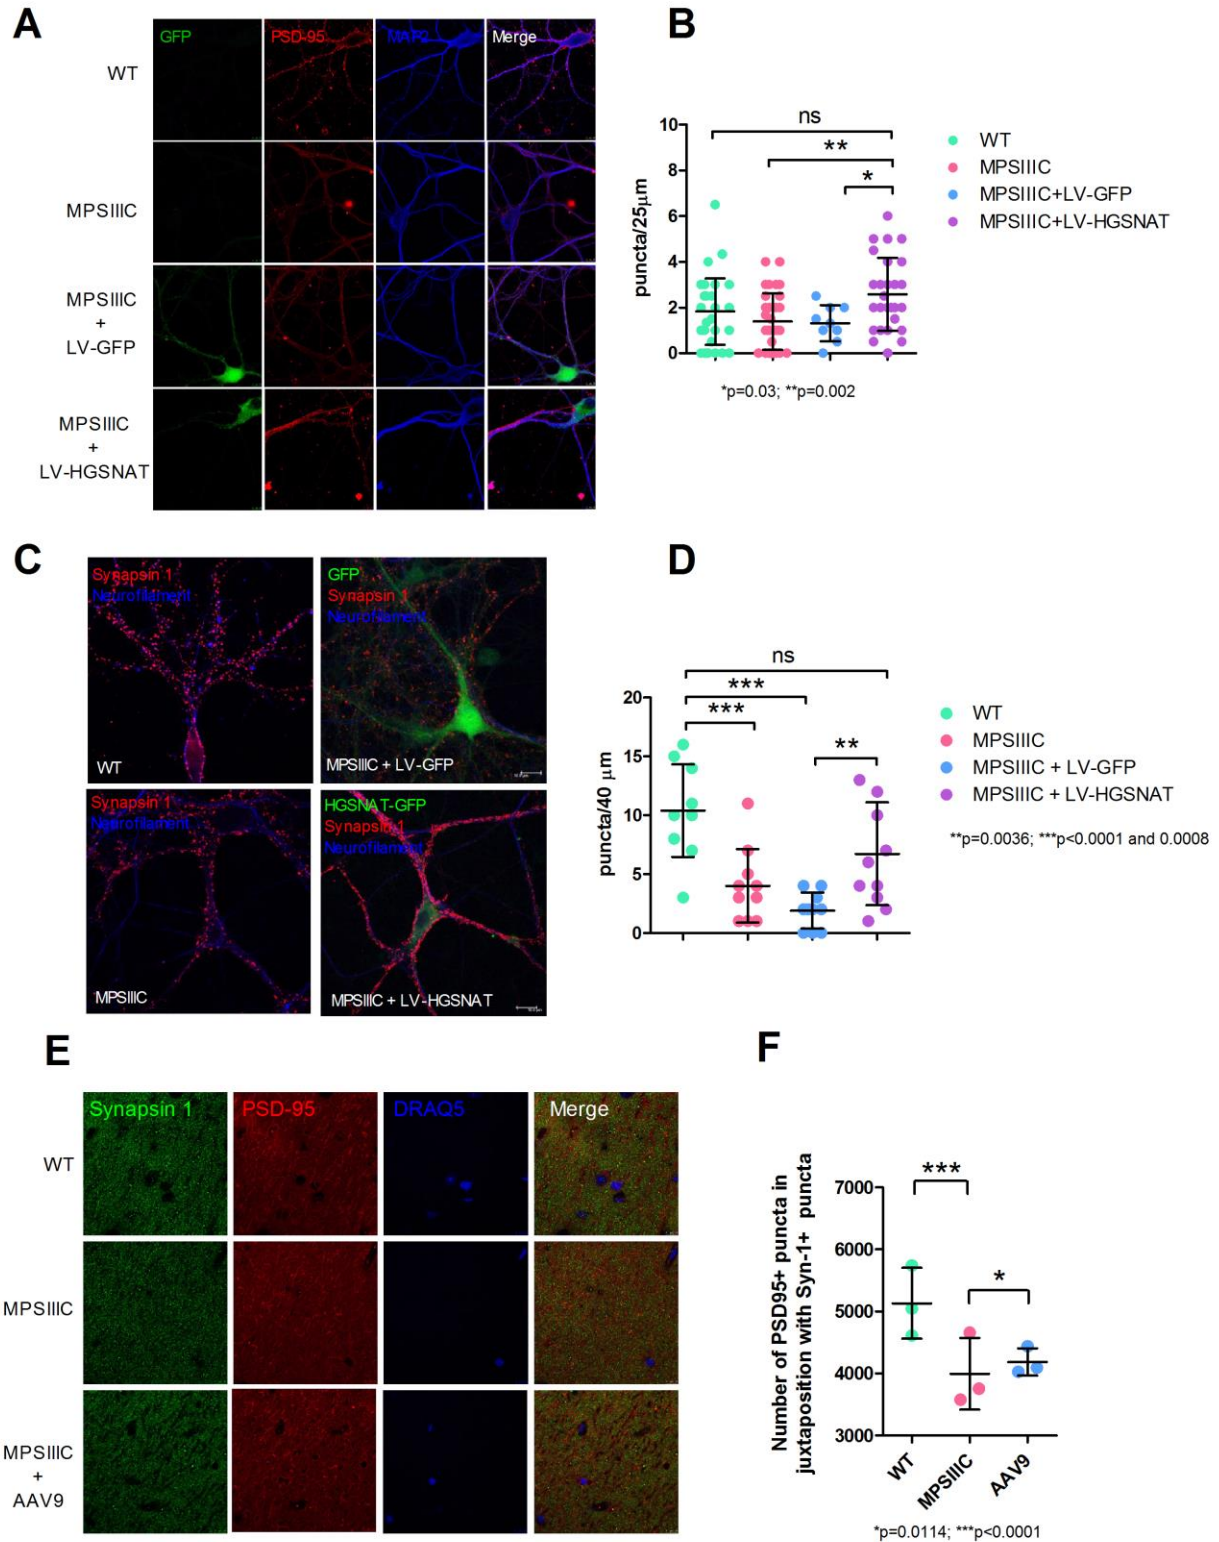 A
GFP
PSD-95
MAP2
Merge
WT
MPSIIIC
MPSIIIC
+
LV-GFP
MPSIIIC
+
LV-HGSNAT
B
ns
**
*
10
8
6
4
2
0
puncta/25μm
WT
MPSIIIC
MPSIIIC+LV-GFP
MPSIIIC+LV-HGSNAT
*p=0.03; **p=0.002
C
Synapsin 1
Neurofilament
WT
GFP
Synapsin 1
Neurofilament
MPSIIIC + LV-GFP
Synapsin 1
Neurofilament
MPSIIIC
HGSNAT-GFP
Synapsin 1
Neurofilament
MPSIIIC + LV-HGSNAT
D
ns
***
***
**
20
15
10
5
0
puncta/40 μm
WT
MPSIIIC
MPSIIIC + LV-GFP
MPSIIIC + LV-HGSNAT
**p=0.0036; ***p<0.0001 and 0.0008
E
Synapsin 1
PSD-95
DRAQ5
Merge
WT
MPSIIIC
MPSIIIC
+
AAV9
F
***
*
7000
6000
5000
4000
3000
Number of PSD95+ puncta in
juxtaposition with Syn-1+ puncta
WT
MPSIIIC
AAV9
*p=0.0114; ***p<0.0001